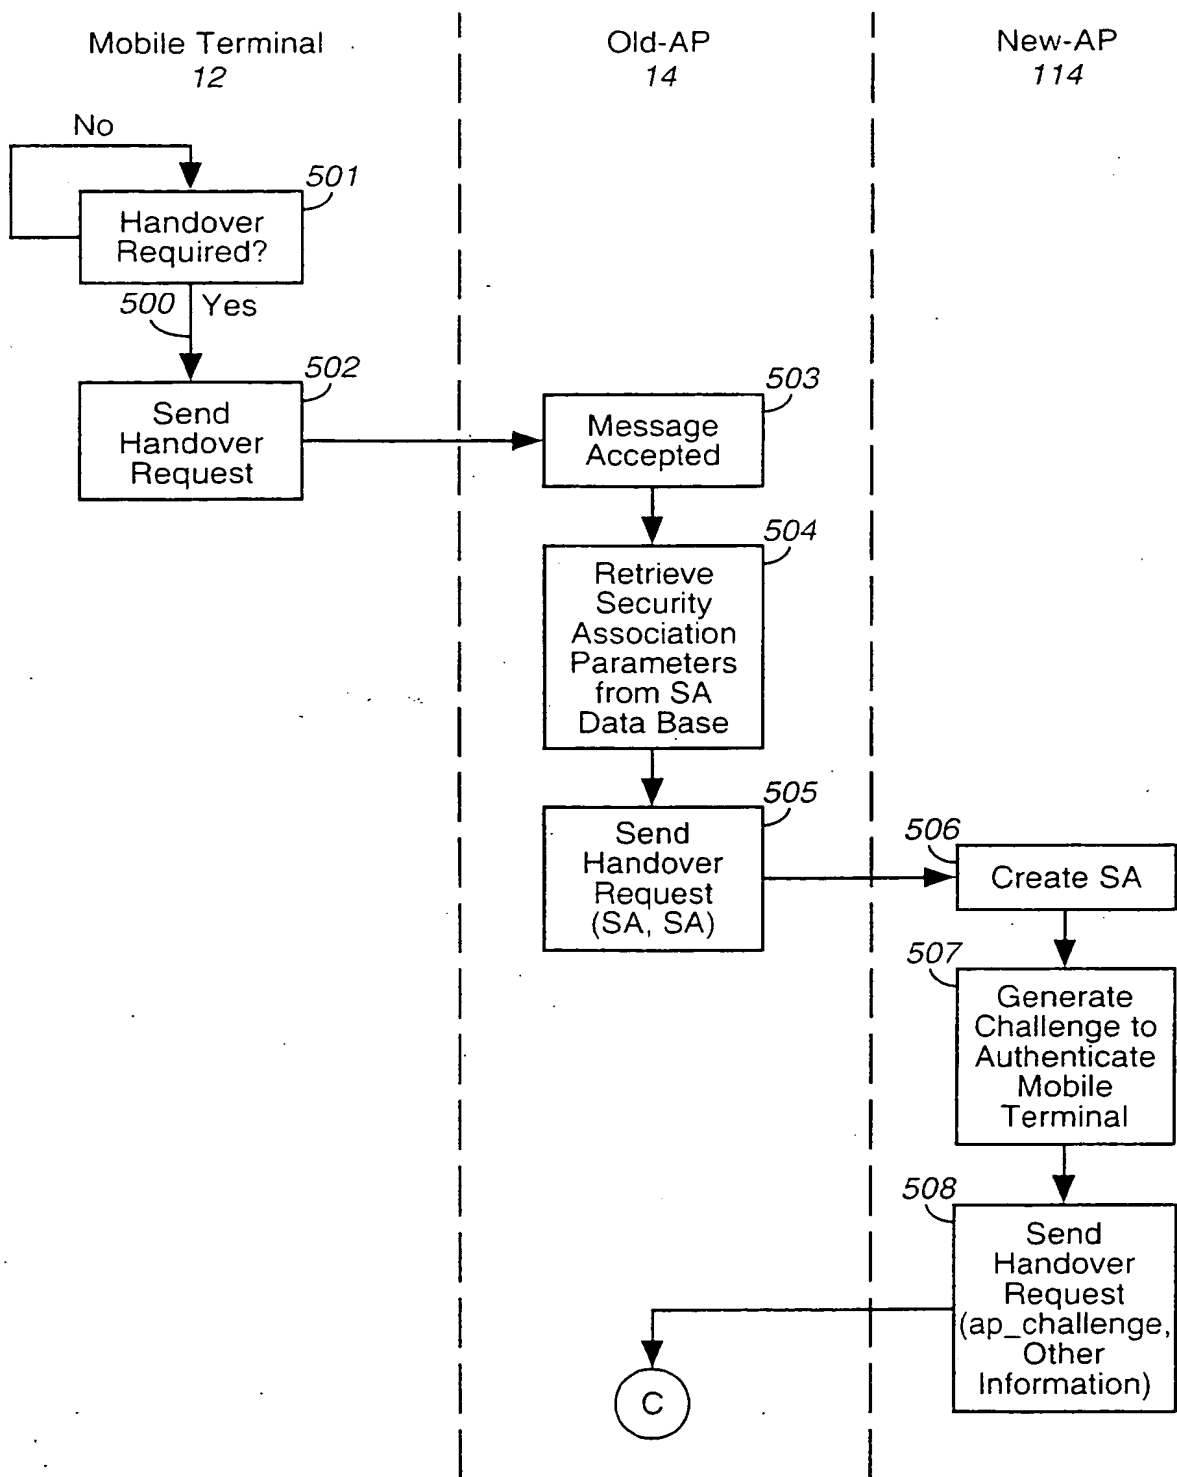 Mobile Terminal
12
Old-AP
14
New-AP
114
No
501
Handover
Required?
500
Yes
502
Send
Handover
Request
503
Message
Accepted
504
Retrieve
Security
Association
Parameters
from SA
Data Base
505
Send
Handover
Request
(SA, SA)
506
Create SA
507
Generate
Challenge to
Authenticate
Mobile
Terminal
508
Send
Handover
Request
(ap_challenge,
Other
Information)
C